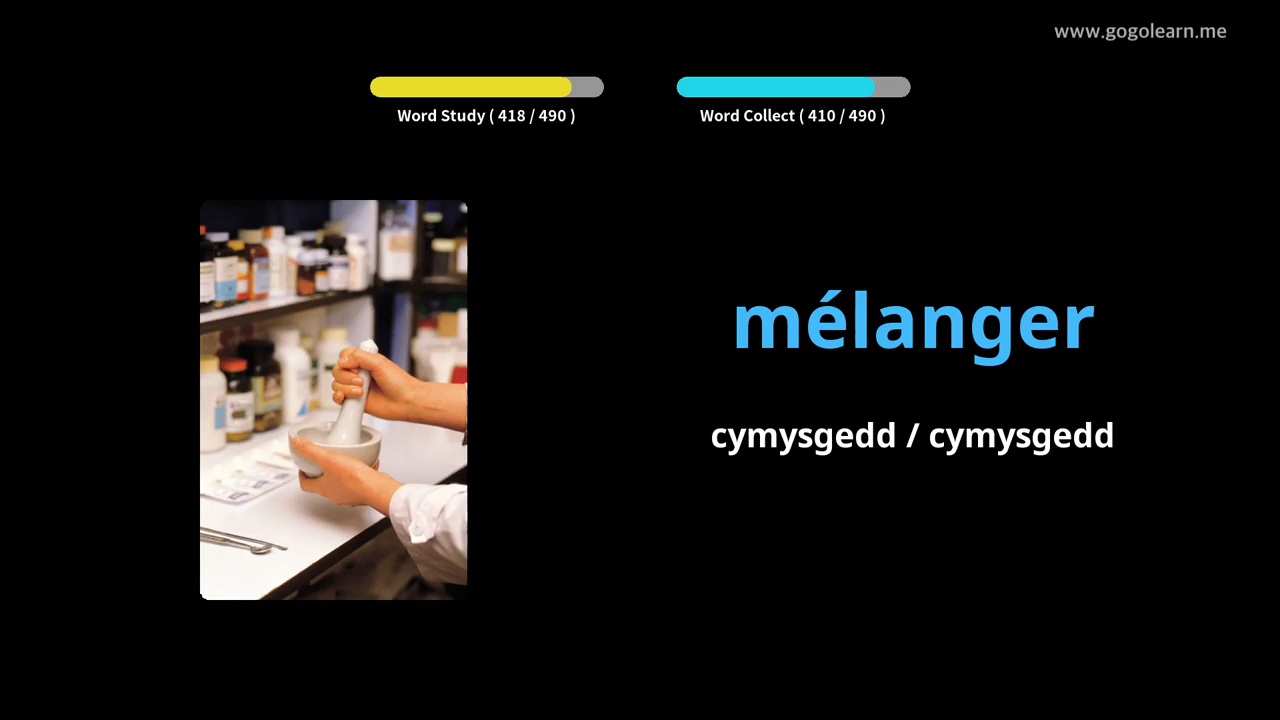 www.gogolearn.me
Word Study ( 418 / 490 )
Word Collect ( 410 / 490 )
mélanger
cymysgedd / cymysgedd